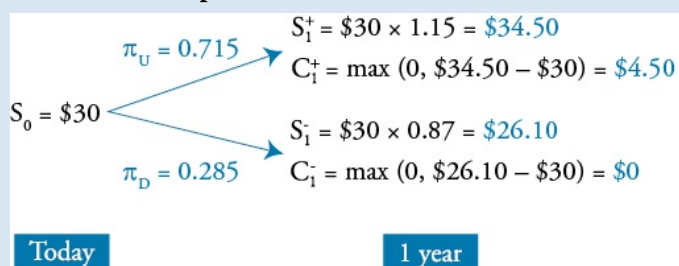 S₁⁺ = $30 × 1.15 = $34.50
π_U = 0.715
C₁⁺ = max (0, $34.50 – $30) = $4.50
S₀ = $30
S₁⁻ = $30 × 0.87 = $26.10
π_D = 0.285
C₁⁻ = max (0, $26.10 – $30) = $0
Today
1 year